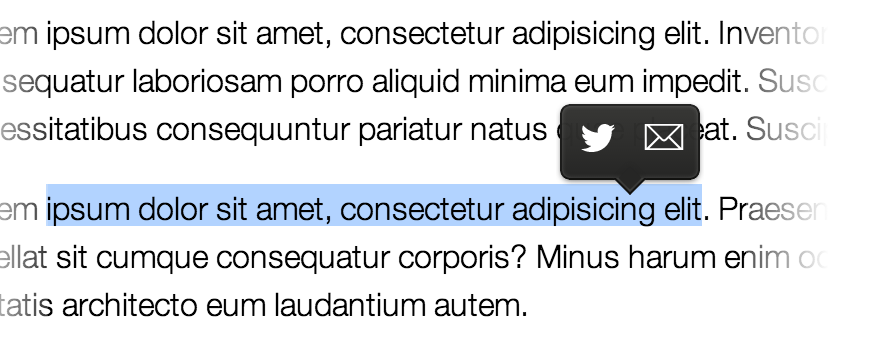 em ipsum dolor sit amet, consectetur adipisicing elit. Inventor
sequatur laboriosam porro aliquid minima eum impedit. Susc
essitatibus consequuntur pariatur natus eat. Suscip
em ipsum dolor sit amet, consectetur adipisicing elit. Praesen
ellat sit cumque consequatur corporis? Minus harum enim oc
tatis architecto eum laudantium autem.